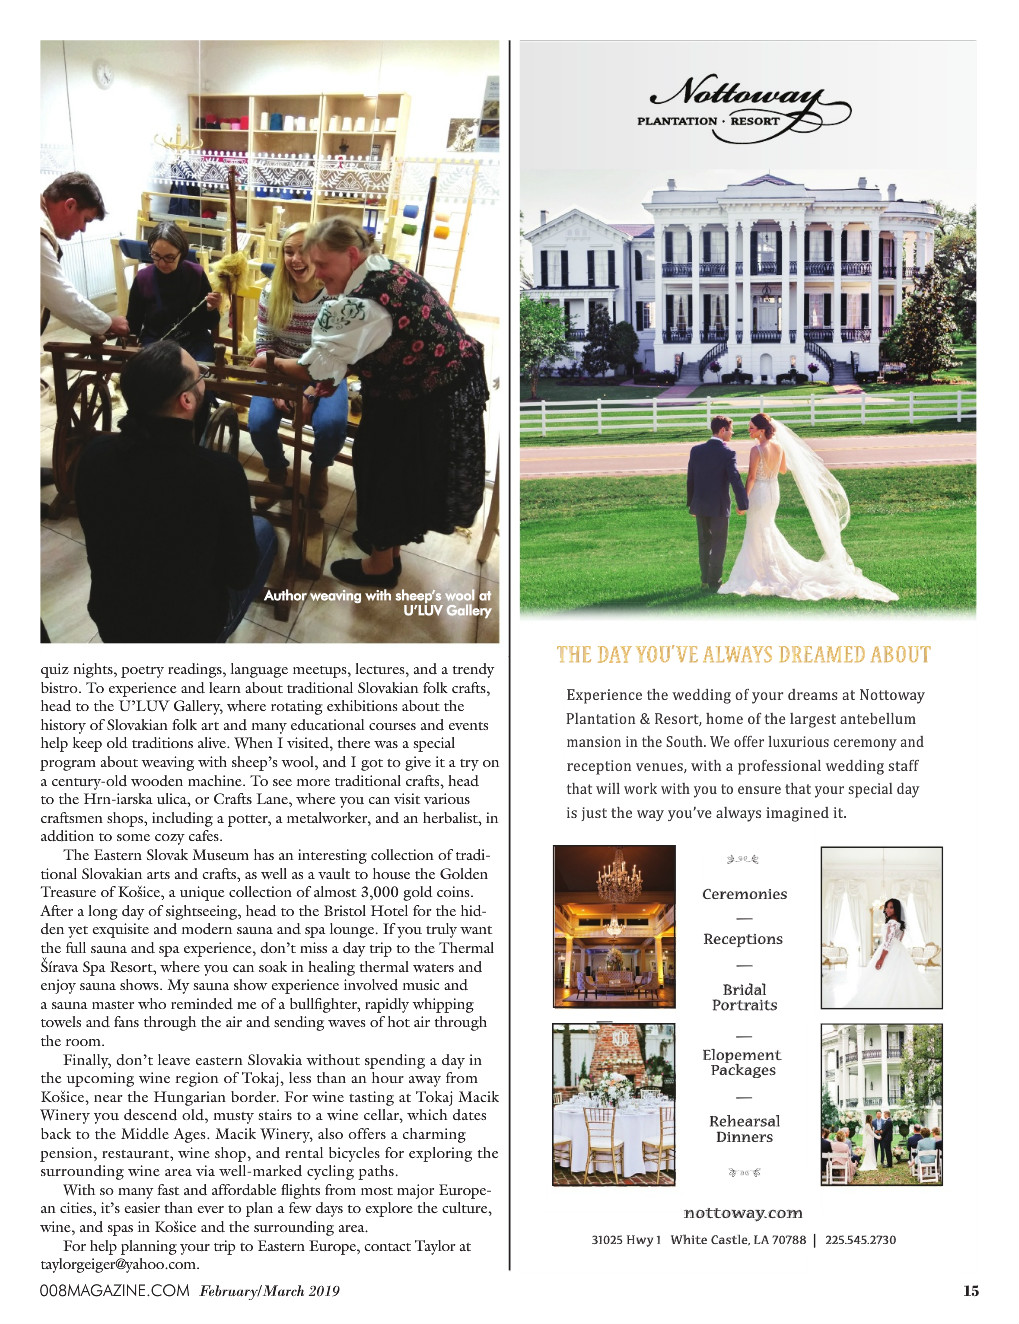 Author weaving with sheep's wool at
U'LUV Gallery
quiz nights, poetry readings, language meetups, lectures, and a trendy
bistro. To experience and learn about traditional Slovakian folk crafts,
head to the U'LUV Gallery, where rotating exhibitions about the
history of Slovakian folk art and many educational courses and events
help keep old traditions alive. When I visited, there was a special
program about weaving with sheep's wool, and I got to give it a try on
a century-old wooden machine. To see more traditional crafts, head
to the Hrn-iarska ulica, or Crafts Lane, where you can visit various
craftsmen shops, including a potter, a metalworker, and an herbalist, in
addition to some cozy cafes.
The Eastern Slovak Museum has an interesting collection of tradi-
tional Slovakian arts and crafts, as well as a vault to house the Golden
Treasure of Košice, a unique collection of almost 3,000 gold coins.
After a long day of sightseeing, head to the Bristol Hotel for the hid-
den yet exquisite and modern sauna and spa lounge. If you truly want
the full sauna and spa experience, don't miss a day trip to the Thermal
Šírava Spa Resort, where you can soak in healing thermal waters and
enjoy sauna shows. My sauna show experience involved music and
a sauna master who reminded me of a bullfighter, rapidly whipping
towels and fans through the air and sending waves of hot air through
the room.
Finally, don't leave eastern Slovakia without spending a day in
the upcoming wine region of Tokaj, less than an hour away from
Košice, near the Hungarian border. For wine tasting at Tokaj Macik
Winery you descend old, musty stairs to a wine cellar, which dates
back to the Middle Ages. Macik Winery, also offers a charming
pension, restaurant, wine shop, and rental bicycles for exploring the
surrounding wine area via well-marked cycling paths.
With so many fast and affordable flights from most major Europe-
an cities, it's easier than ever to plan a few days to explore the culture,
wine, and spas in Košice and the surrounding area.
For help planning your trip to Eastern Europe, contact Taylor at
taylorgeiger@yahoo.com.
Nottoway
PLANTATION · RESORT
THE DAY YOU'VE ALWAYS DREAMED ABOUT
Experience the wedding of your dreams at Nottoway
Plantation & Resort, home of the largest antebellum
mansion in the South. We offer luxurious ceremony and
reception venues, with a professional wedding staff
that will work with you to ensure that your special day
is just the way you've always imagined it.
Ceremonies
—
Receptions
—
Bridal
Portraits
—
Elopement
Packages
—
Rehearsal
Dinners
nottoway.com
31025 Hwy 1 White Castle, LA 70788 | 225.545.2730
008MAGAZINE.COM February/March 2019
15